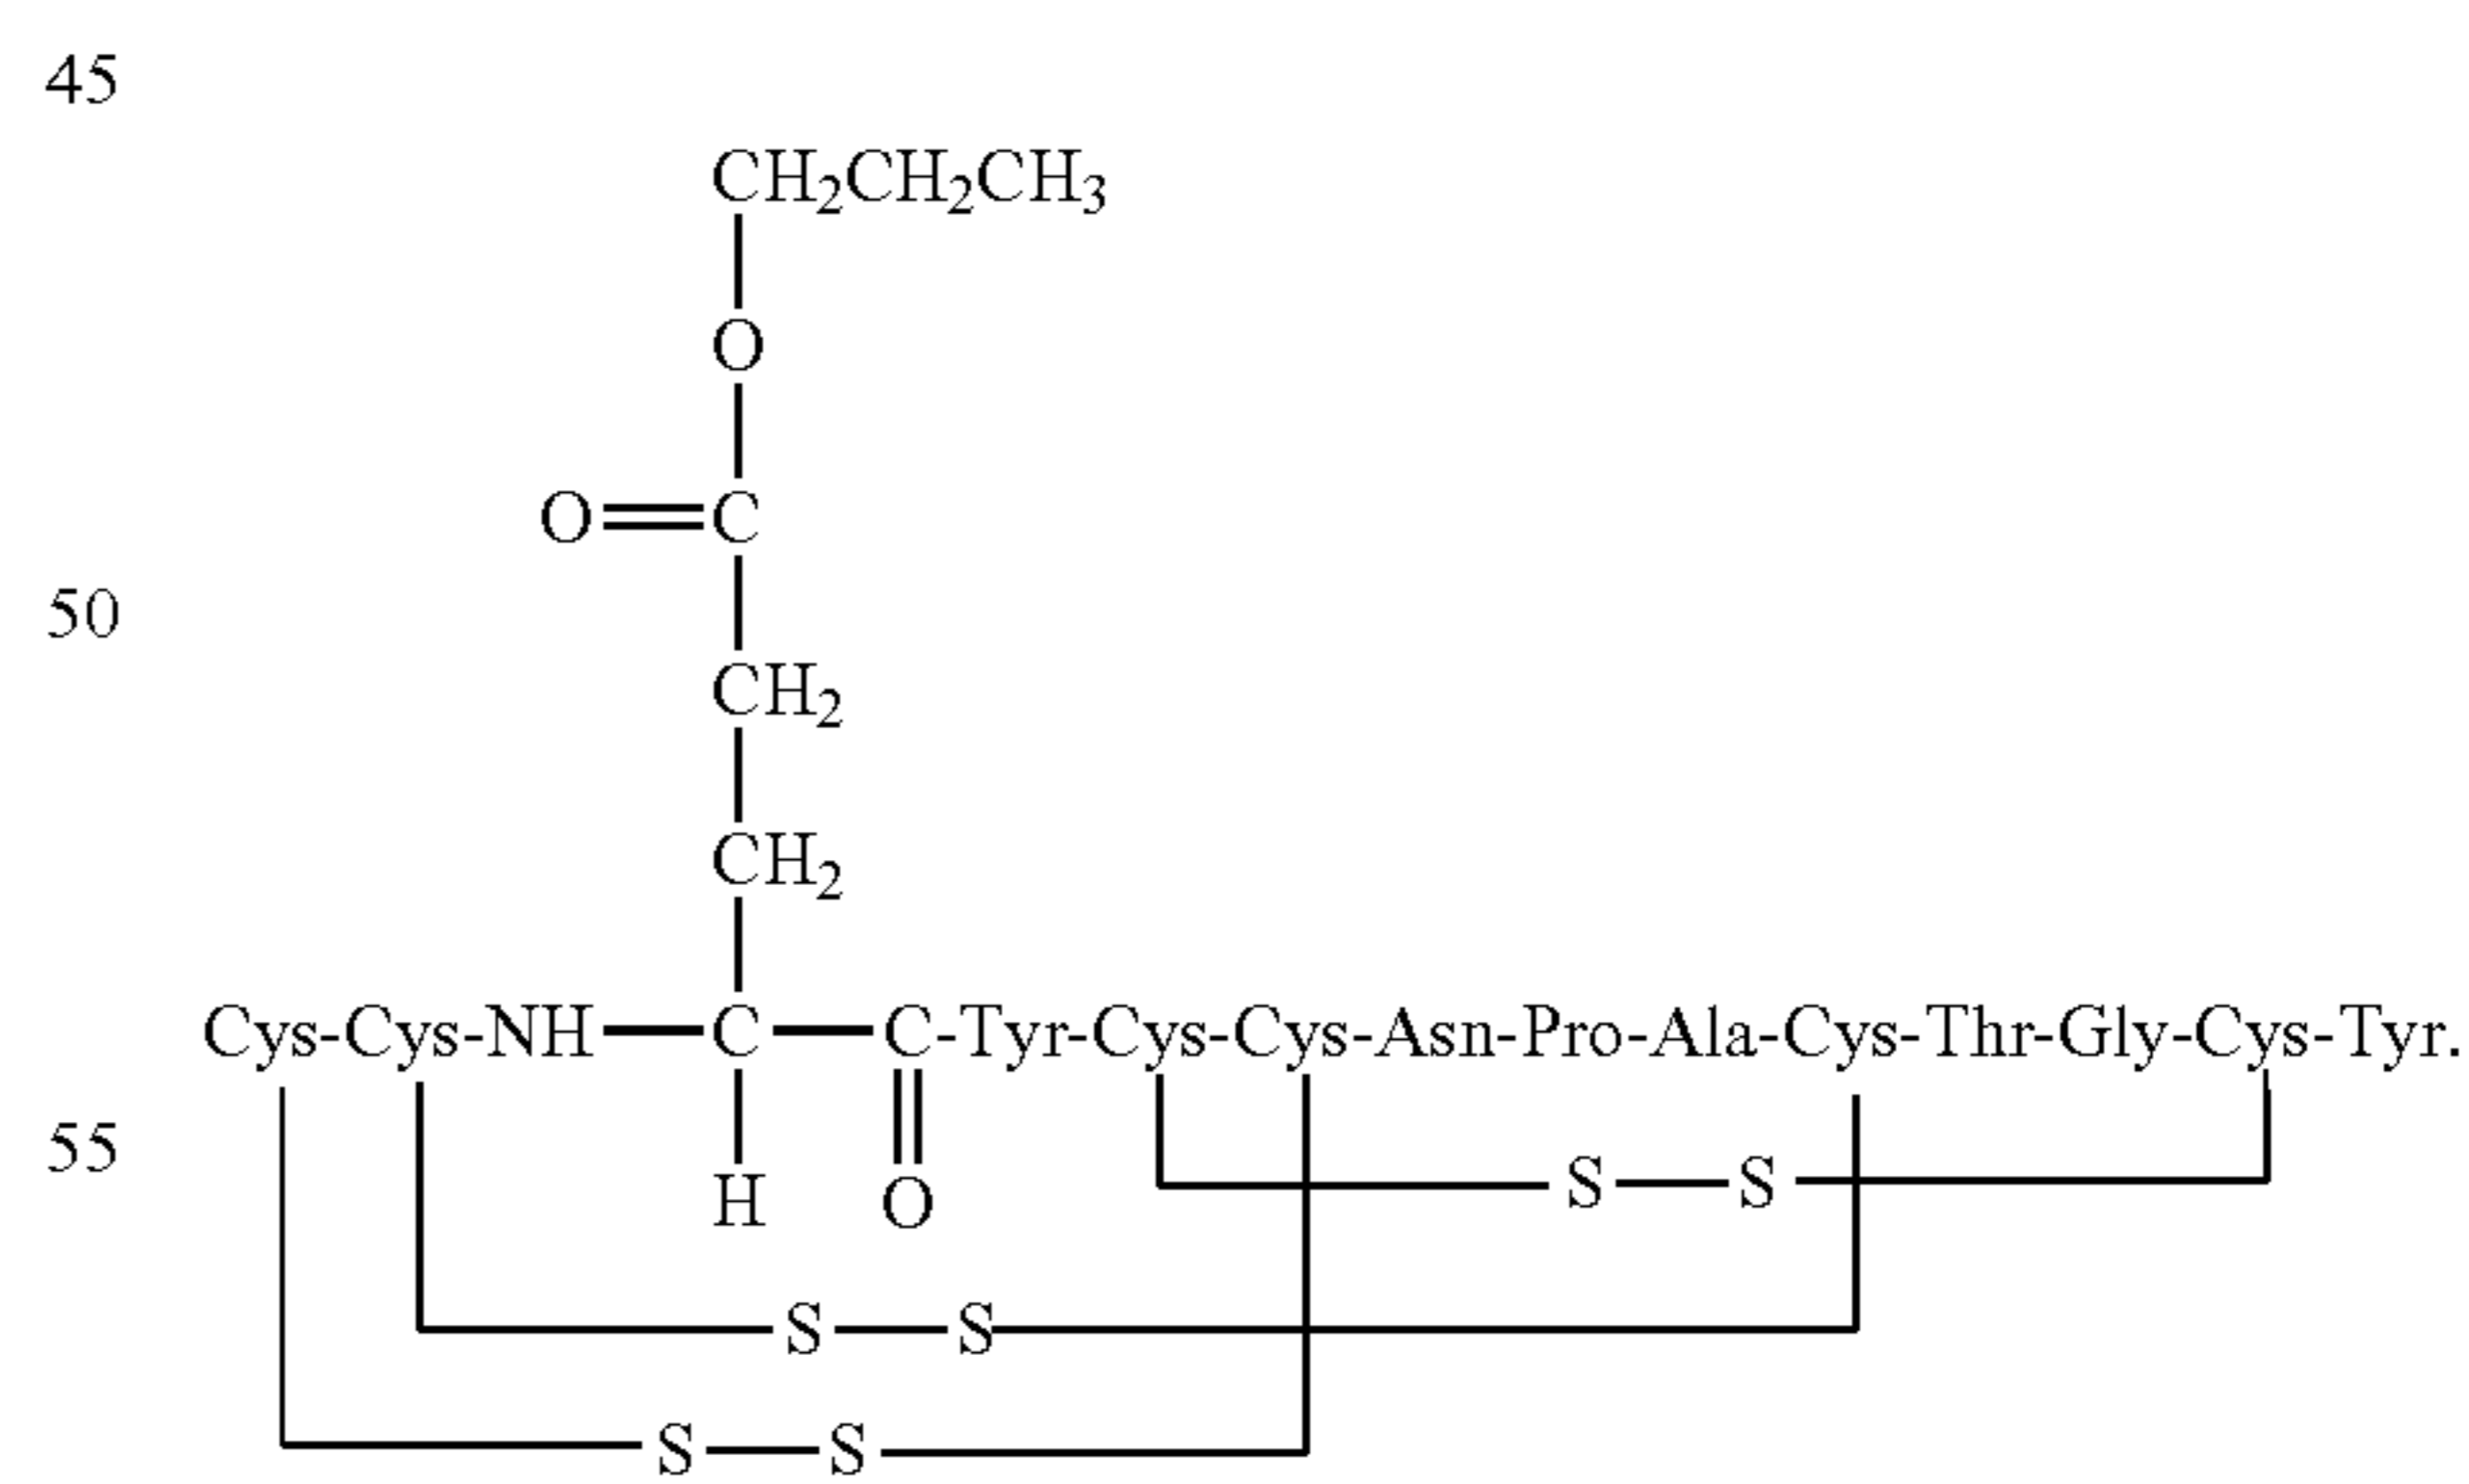 45
CH2CH2CH3
O
O C
50
CH2
CH2
Cys-Cys-NH C C-Tyr-Cys-Cys-Asn-Pro-Ala-Cys-Thr-Gly-Cys-Tyr.
55
H O S S
S S
S S